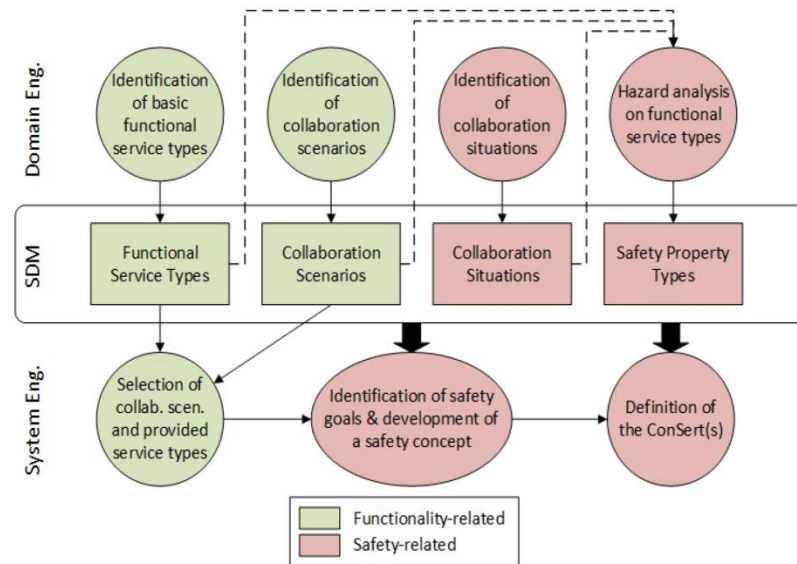 Domain Eng.
Identification
of basic
functional
service types
Identification
of
collaboration
scenarios
Identification
of
collaboration
situations
Hazard analysis
on functional
service types
SDM
Functional
Service Types
Collaboration
Scenarios
Collaboration
Situations
Safety Property
Types
System Eng.
Selection of
collab. scen.
and provided
service types
Identification of safety
goals & development of
a safety concept
Definition of
the ConSert(s)
Functionality-related
Safety-related